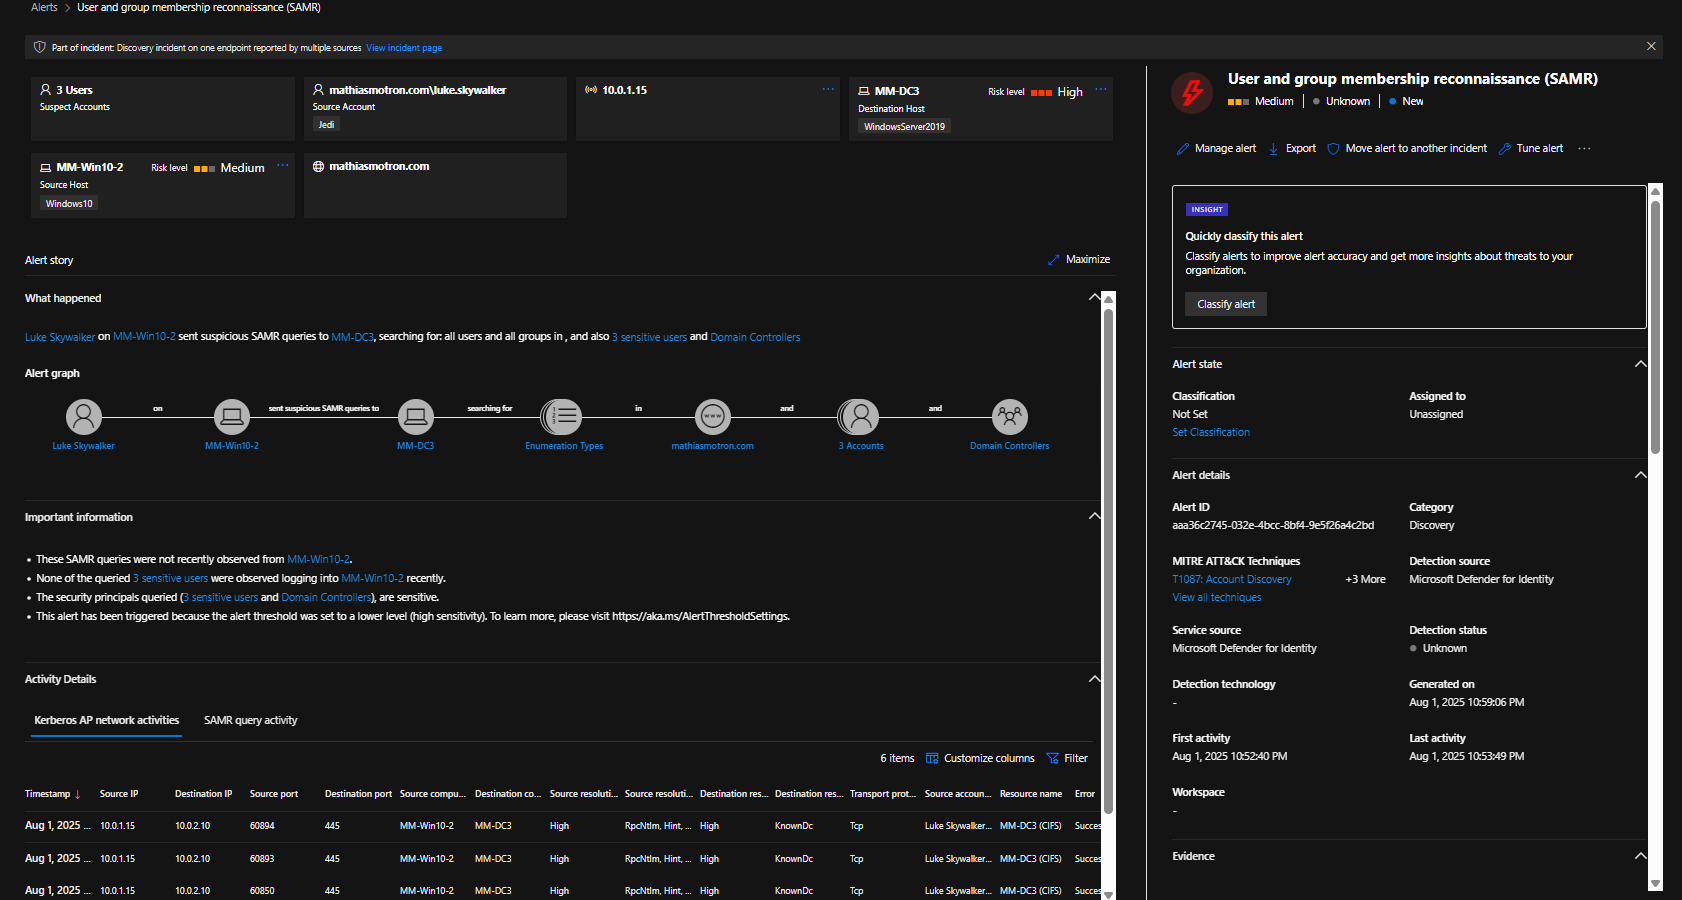 Alerts > User and group membership reconnaissance (SAMR)
Part of incident: Discovery incident on one endpoint reported by multiple sources View incident page
3 Users
Suspect Accounts
mathiasmotron.com\luke.skywalker
Source Account
Jedi
10.0.1.15
MM-DC3 Risk level High
Destination Host
WindowsServer2019
MM-Win10-2 Risk level Medium
Source Host
Windows10
mathiasmotron.com
Alert story
Maximize
What happened
Luke Skywalker on MM-Win10-2 sent suspicious SAMR queries to MM-DC3, searching for: all users and all groups in , and also 3 sensitive users and Domain Controllers
Alert graph
on sent suspicious SAMR queries to searching for in and and
Luke Skywalker MM-Win10-2 MM-DC3 Enumeration Types mathiasmotron.com 3 Accounts Domain Controllers
Important information
• These SAMR queries were not recently observed from MM-Win10-2.
• None of the queried 3 sensitive users were observed logging into MM-Win10-2 recently.
• The security principals queried (3 sensitive users and Domain Controllers), are sensitive.
• This alert has been triggered because the alert threshold was set to a lower level (high sensitivity). To learn more, please visit https://aka.ms/AlertThresholdSettings.
Activity Details
Kerberos AP network activities SAMR query activity
6 items Customize columns Filter
Timestamp ↓ Source IP Destination IP Source port Destination port Source compu... Destination co... Source resoluti... Source resoluti... Destination res... Destination res... Transport prot... Source accoun... Resource name Error
Aug 1, 2025 ... 10.0.1.15 10.0.2.10 60894 445 MM-Win10-2 MM-DC3 High RpcNtlm, Hint, ... High KnownDc Tcp Luke Skywalker... MM-DC3 (CIFS) Succes
Aug 1, 2025 ... 10.0.1.15 10.0.2.10 60893 445 MM-Win10-2 MM-DC3 High RpcNtlm, Hint, ... High KnownDc Tcp Luke Skywalker... MM-DC3 (CIFS) Succes
Aug 1, 2025 ... 10.0.1.15 10.0.2.10 60850 445 MM-Win10-2 MM-DC3 High RpcNtlm, Hint, ... High KnownDc Tcp Luke Skywalker... MM-DC3 (CIFS) Succes
User and group membership reconnaissance (SAMR)
Medium Unknown New
Manage alert Export Move alert to another incident Tune alert ...
INSIGHT
Quickly classify this alert
Classify alerts to improve alert accuracy and get more insights about threats to your
organization.
Classify alert
Alert state
Classification Assigned to
Not Set Unassigned
Set Classification
Alert details
Alert ID Category
aaa36c2745-032e-4bcc-8bf4-9e5f26a4c2bd Discovery
MITRE ATT&CK Techniques Detection source
T1087: Account Discovery +3 More Microsoft Defender for Identity
View all techniques
Service source Detection status
Microsoft Defender for Identity Unknown
Detection technology Generated on
- Aug 1, 2025 10:59:06 PM
First activity Last activity
Aug 1, 2025 10:52:40 PM Aug 1, 2025 10:53:49 PM
Workspace
-
Evidence